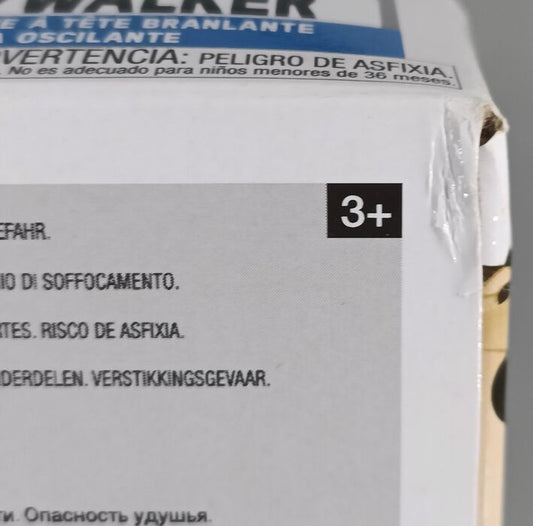 WALKER
E À TÊTE BRANLANTE
OSCILANTE
VERTENCIA: PELIGRO DE ASFIXIA.
No es adecuado para niños menores de 36 meses.
3+
EFAHR.
IO DI SOFFOCAMENTO.
RTES. RISCO DE ASFIXIA.
DERDELEN. VERSTIKKINGSGEVAAR.
ти. Опасность удушья.